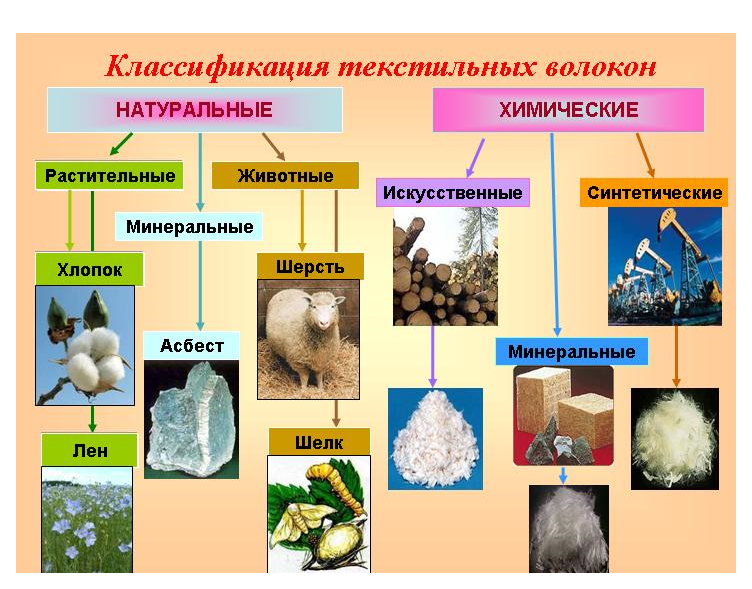 Классификация текстильных волокон
НАТУРАЛЬНЫЕ
ХИМИЧЕСКИЕ
Растительные
Животные
Искусственные
Синтетические
Минеральные
Хлопок
Шерсть
Асбест
Минеральные
Лен
Шелк